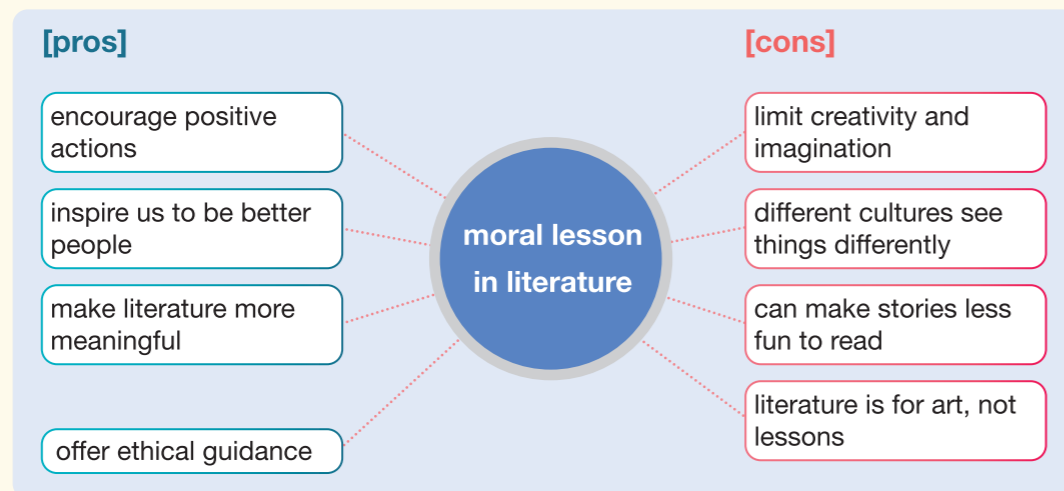 [pros]
encourage positive
actions
inspire us to be better
people
make literature more
meaningful
offer ethical guidance
moral lesson
in literature
[cons]
limit creativity and
imagination
different cultures see
things differently
can make stories less
fun to read
literature is for art, not
lessons